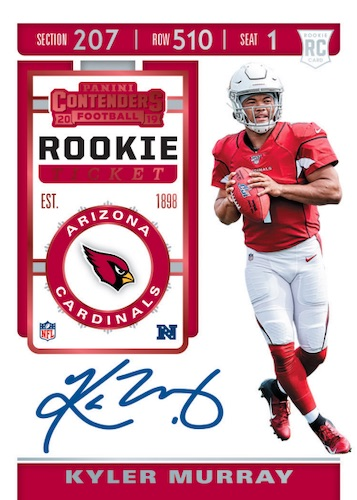 SECTION 207 | ROW 510 | SEAT 1
ROOKIE
RC
CARD
PANINI
CONTENDERS
20 FOOTBALL 19
ROOKIE
TICKET
EST. 1898
ARIZONA
CARDINALS
NFL
N
KYLER MURRAY